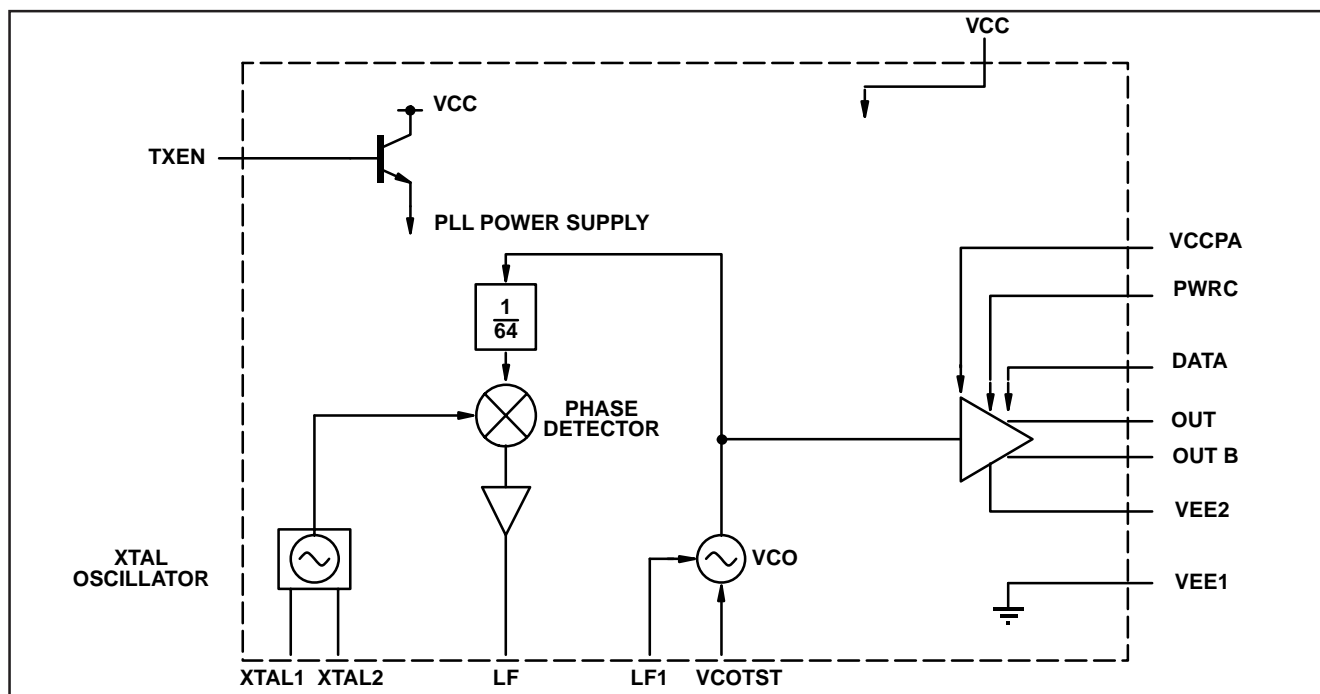 VCC
VCC
TXEN
PLL POWER SUPPLY
VCCPA
PWRC
1
64
DATA
PHASE
DETECTOR
OUT
OUT B
VEE2
XTAL
OSCILLATOR
VCO
VEE1
XTAL1 XTAL2 LF LF1 VCOTST